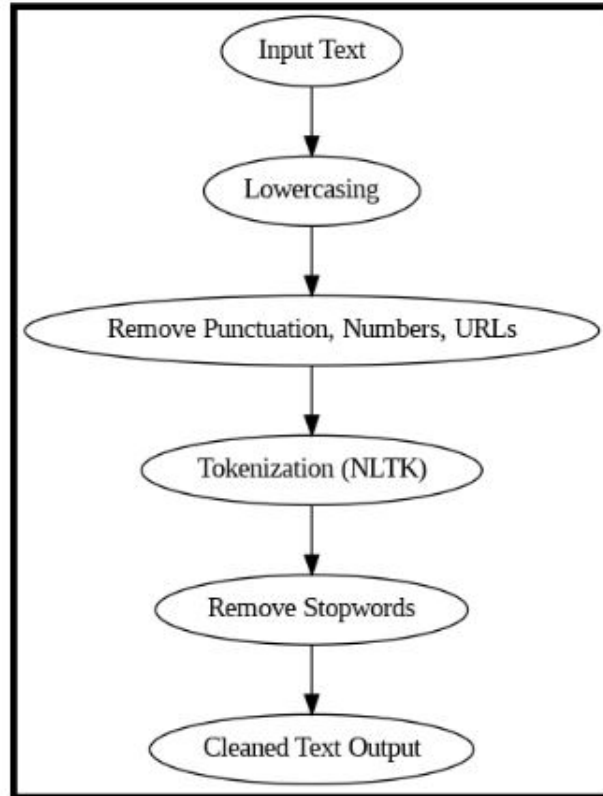 Input Text
Lowercasing
Remove Punctuation, Numbers, URLs
Tokenization (NLTK)
Remove Stopwords
Cleaned Text Output